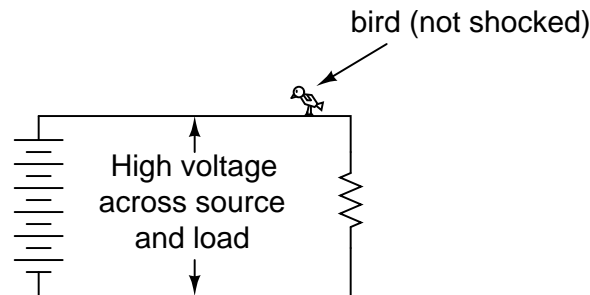 bird (not shocked)
High voltage
across source
and load